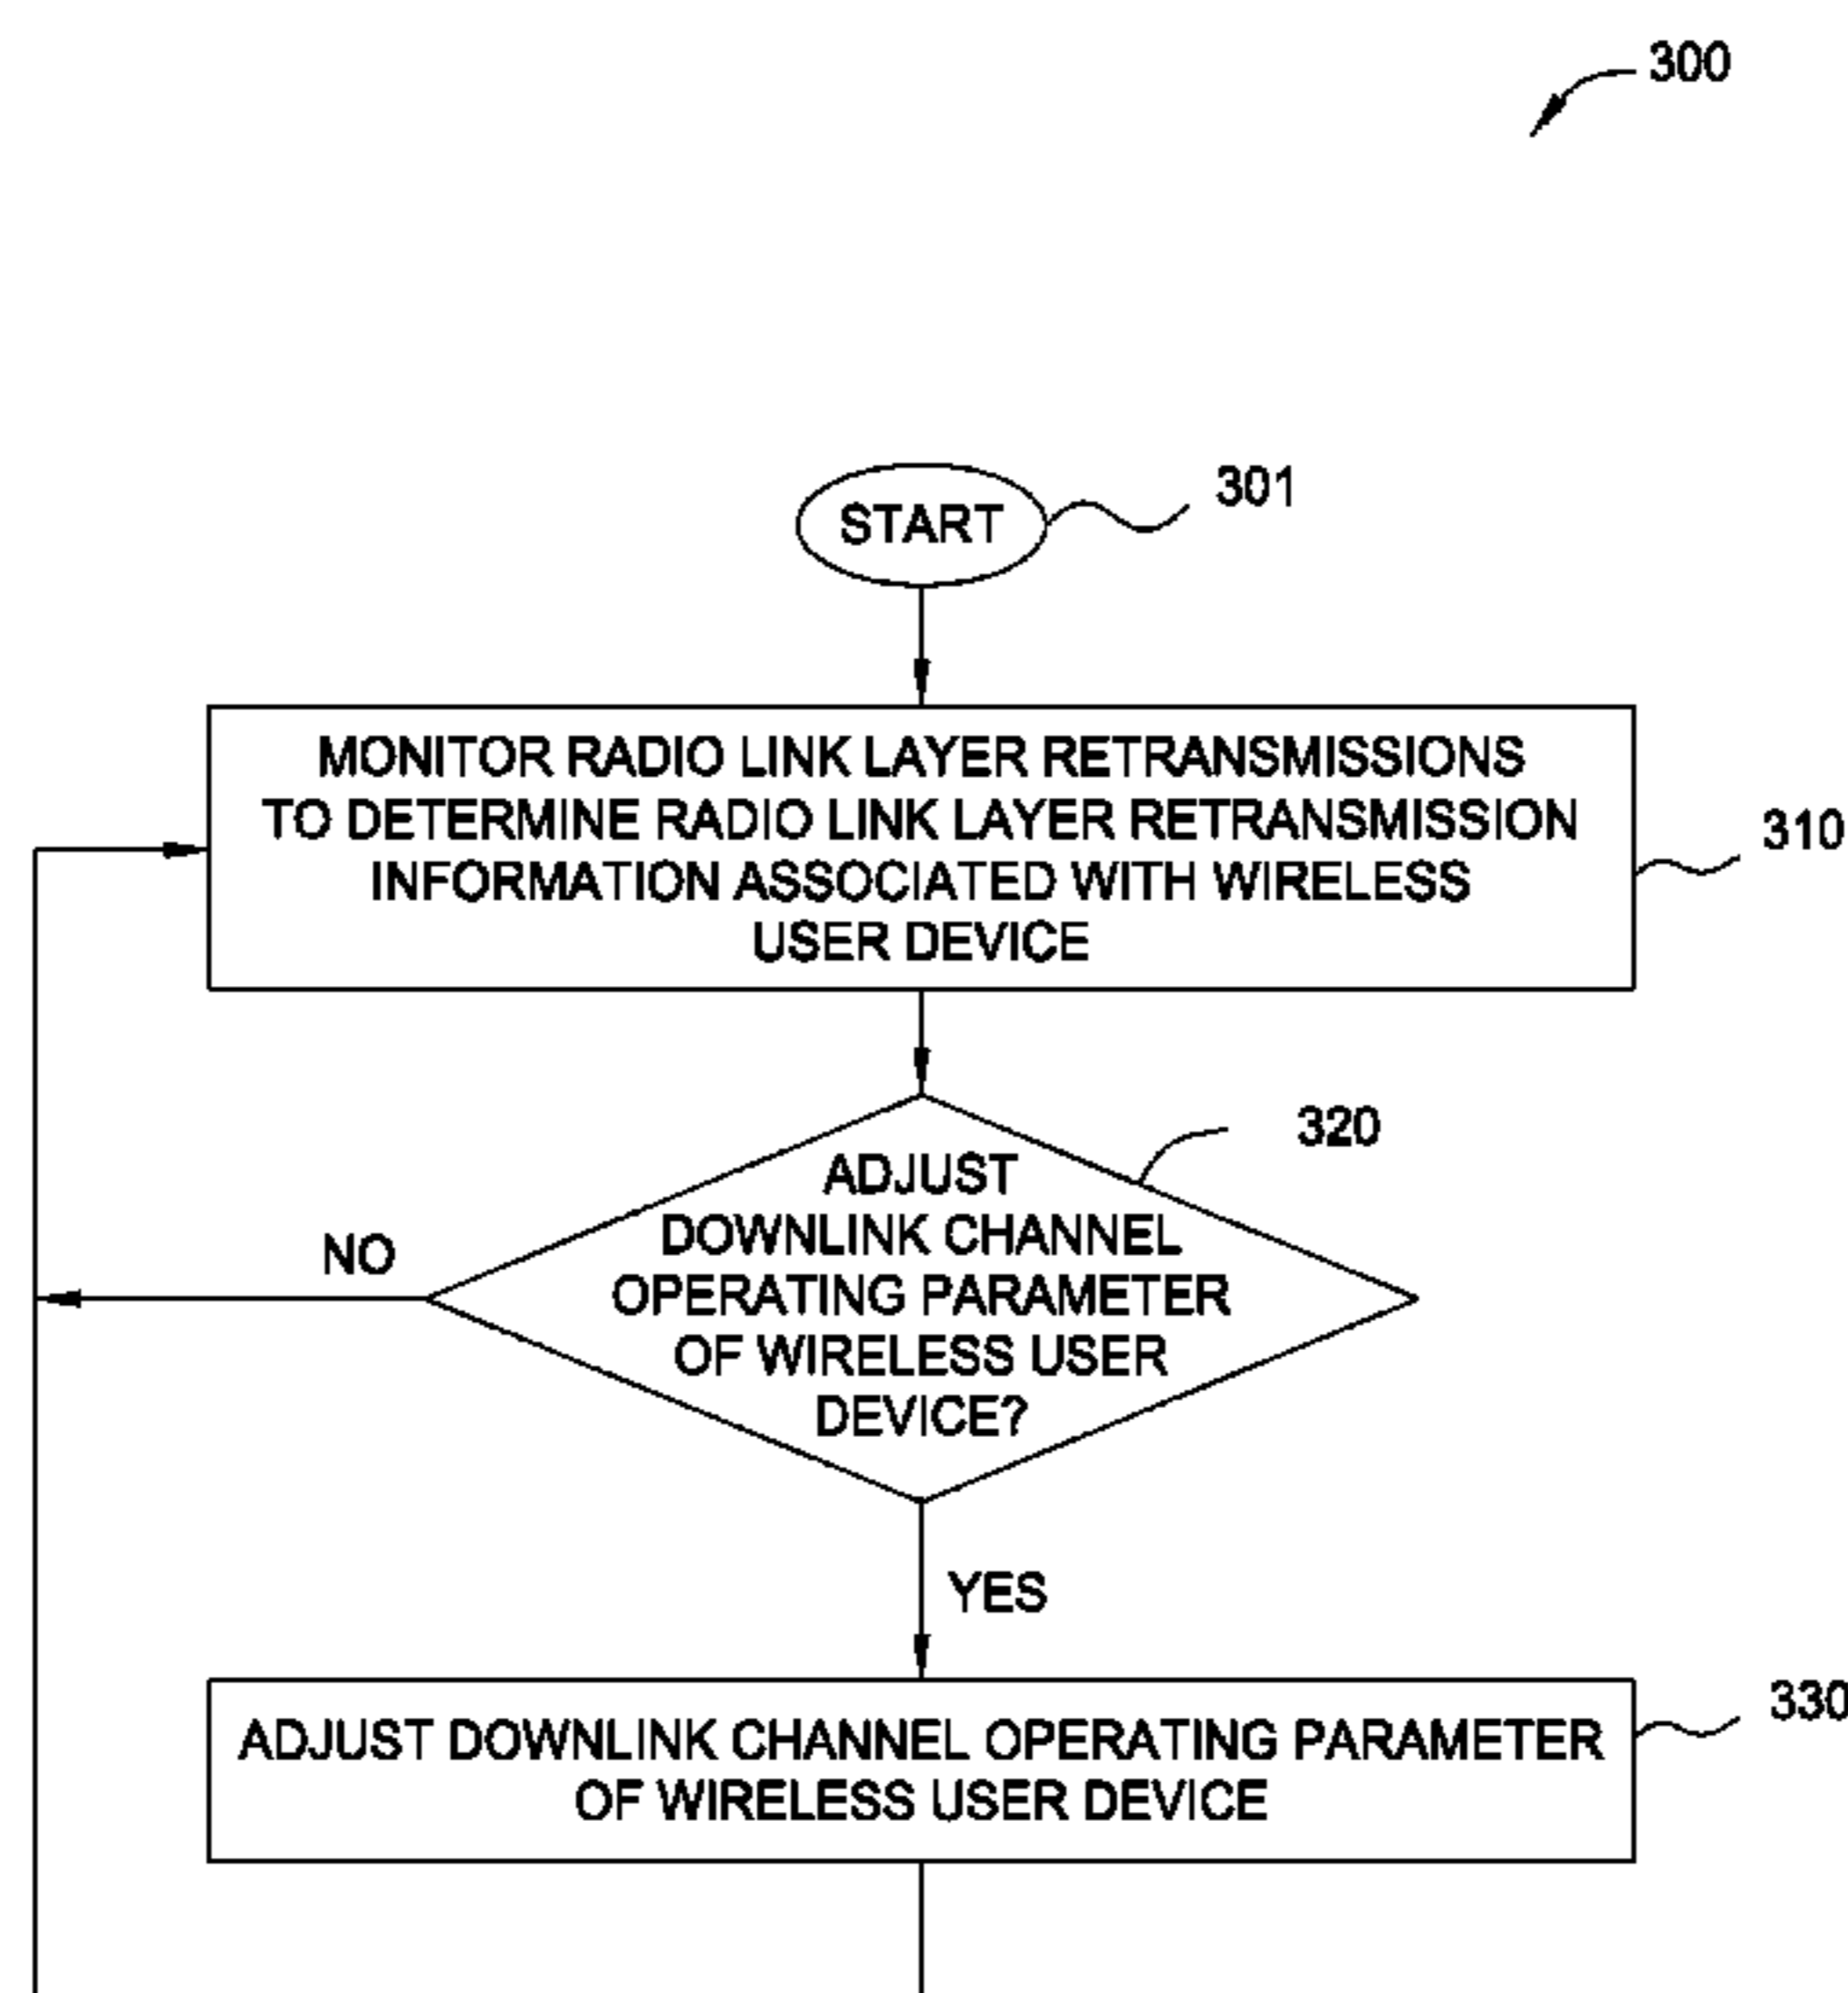 300
START
301
MONITOR RADIO LINK LAYER RETRANSMISSIONS
TO DETERMINE RADIO LINK LAYER RETRANSMISSION
INFORMATION ASSOCIATED WITH WIRELESS
USER DEVICE
310
320
ADJUST
DOWNLINK CHANNEL
OPERATING PARAMETER
OF WIRELESS USER
DEVICE?
NO
YES
ADJUST DOWNLINK CHANNEL OPERATING PARAMETER
OF WIRELESS USER DEVICE
330